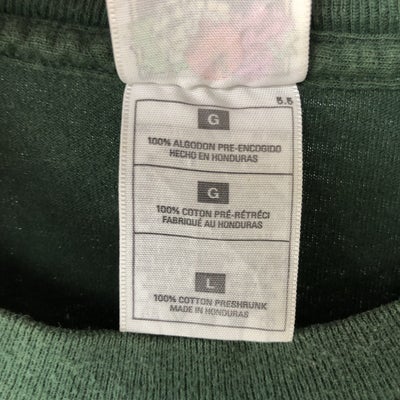 5.5
G
100% ALGODON PRE-ENCOGIDO
HECHO EN HONDURAS
G
100% COTON PRÉ-RÉTRÉCI
FABRIQUÉ AU HONDURAS
L
100% COTTON PRESHRUNK
MADE IN HONDURAS